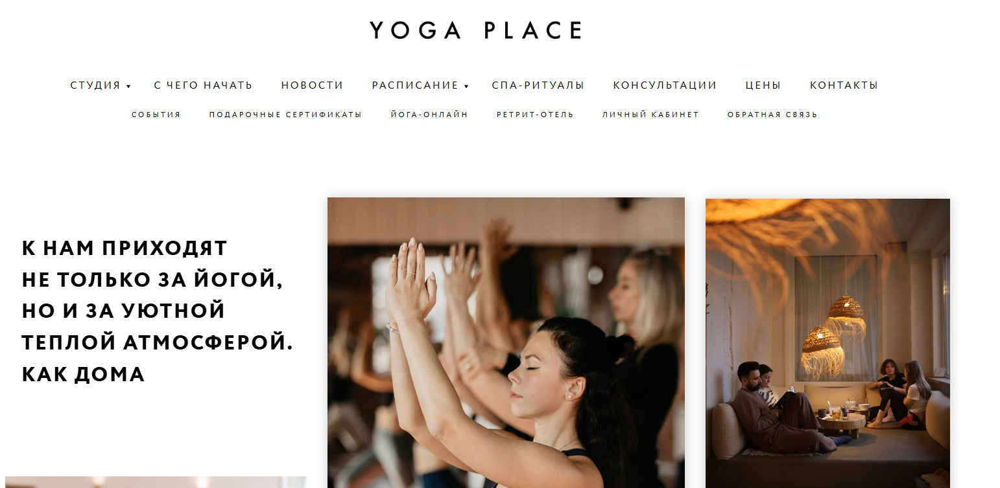 YOGA PLACE
СТУДИЯ ▾ С ЧЕГО НАЧАТЬ НОВОСТИ РАСПИСАНИЕ ▾ СПА-РИТУАЛЫ КОНСУЛЬТАЦИИ ЦЕНЫ КОНТАКТЫ
СОБЫТИЯ ПОДАРОЧНЫЕ СЕРТИФИКАТЫ ЙОГА-ОНЛАЙН РЕТРИТ-ОТЕЛЬ ЛИЧНЫЙ КАБИНЕТ ОБРАТНАЯ СВЯЗЬ
К НАМ ПРИХОДЯТ
НЕ ТОЛЬКО ЗА ЙОГОЙ,
НО И ЗА УЮТНОЙ
ТЕПЛОЙ АТМОСФЕРОЙ.
КАК ДОМА